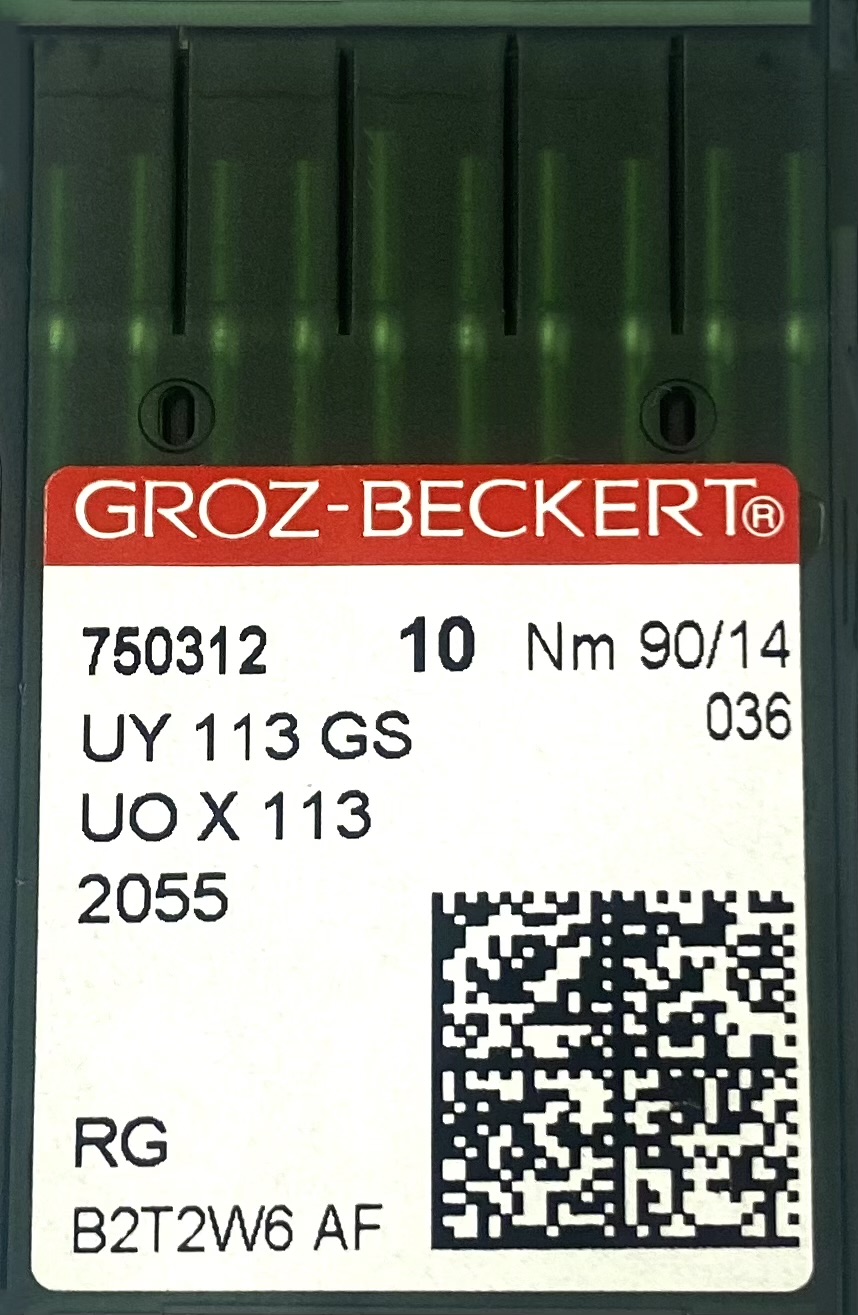 GROZ-BECKERT®
750312 10 Nm 90/14
036
UY 113 GS
UO X 113
2055
RG
B2T2W6 AF